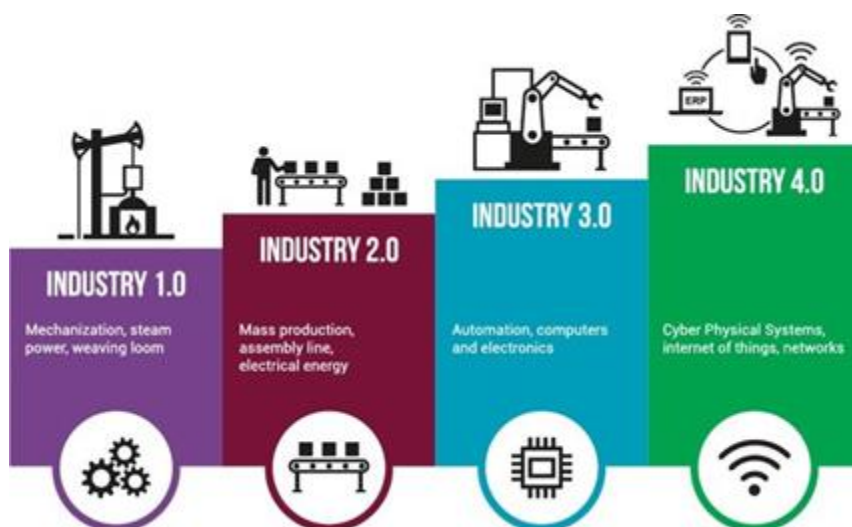 ERP
INDUSTRY 1.0
Mechanization, steam
power, weaving loom
INDUSTRY 2.0
Mass production,
assembly line,
electrical energy
INDUSTRY 3.0
Automation, computers
and electronics
INDUSTRY 4.0
Cyber Physical Systems,
internet of things, networks